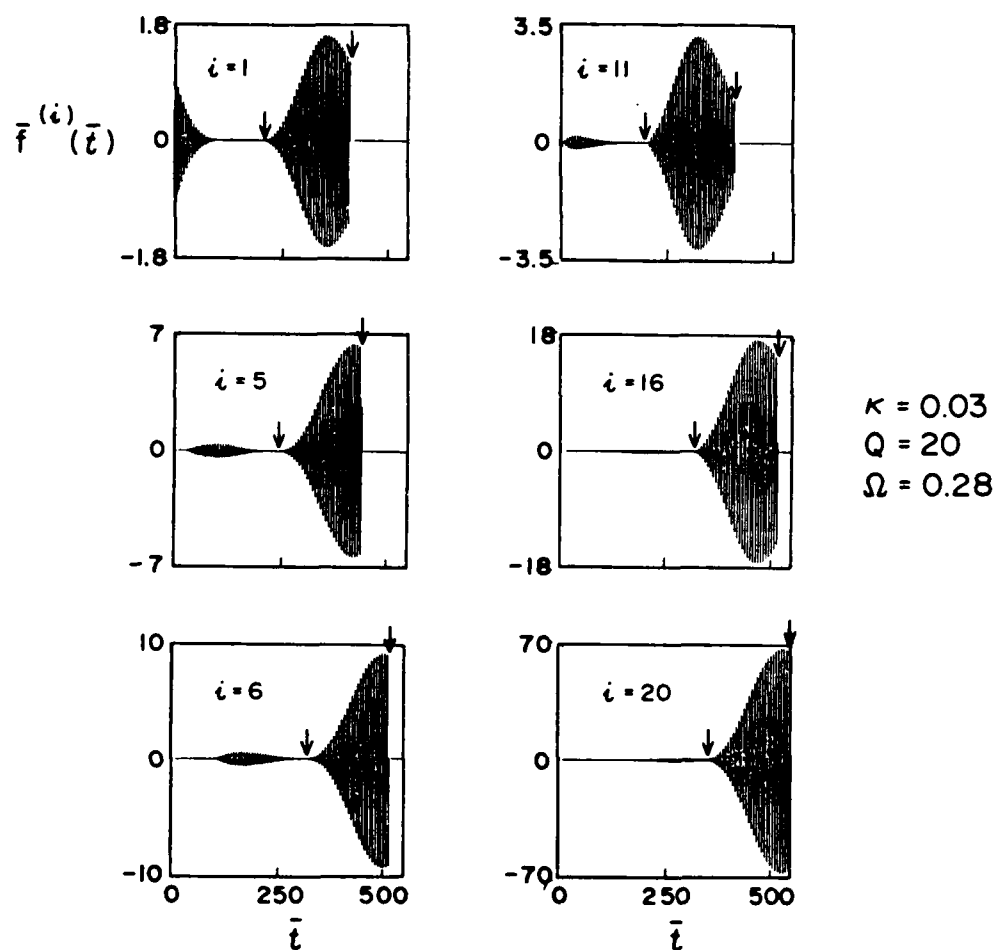 f̄ (i) (t̄)
1.8
0
-1.8
i = 1
3.5
0
-3.5
i = 11
7
0
-7
i = 5
18
0
-18
i = 16
10
0
-10
i = 6
0 250 500
t̄
70
0
-70
i = 20
0 250 500
t̄
κ = 0.03
Q = 20
Ω = 0.28